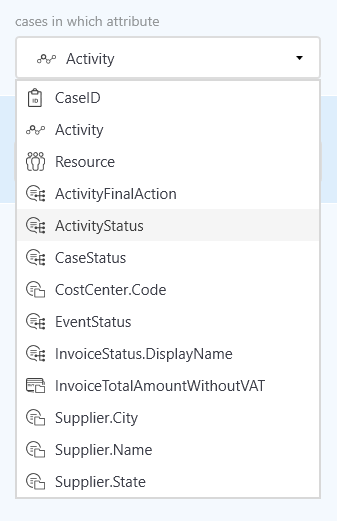 cases in which attribute
Activity
CaseID
Activity
Resource
ActivityFinalAction
ActivityStatus
CaseStatus
CostCenter.Code
EventStatus
InvoiceStatus.DisplayName
InvoiceTotalAmountWithoutVAT
Supplier.City
Supplier.Name
Supplier.State